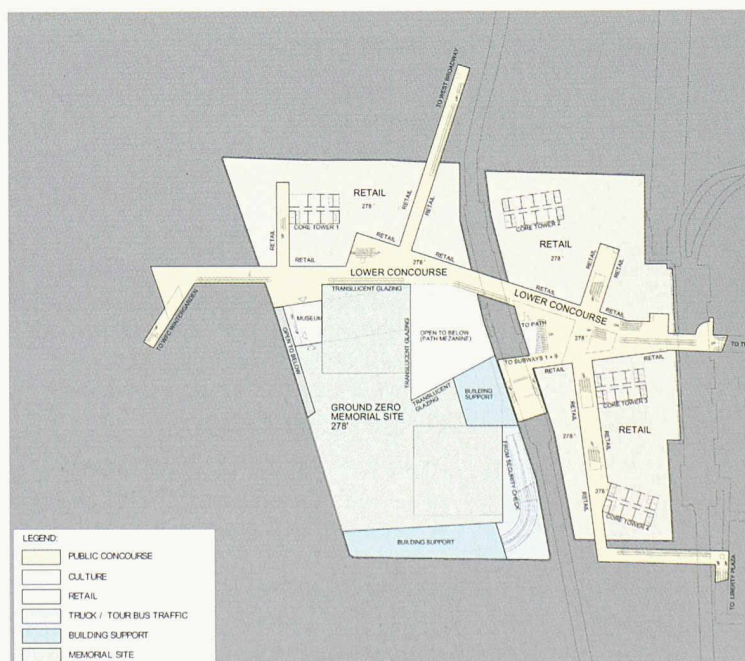 TO WEST BROADWAY
RETAIL
278'
CORE TOWER 1
RETAIL
RETAIL
RETAIL
RETAIL
RETAIL
278'
RETAIL
LOWER CONCOURSE
TRANSLUCENT GLAZING
CORE TOWER 2
RETAIL
278'
RETAIL
RETAIL
RETAIL
LOWER CONCOURSE
RETAIL
TO WFC WINTERGARDEN
MUSEUM
OPEN TO BELOW
TRANSLUCENT GLAZING
OPEN TO BELOW
(PATH MEZANINE)
TO PATH
278'
TO SUBWAYS 1 + 9
RETAIL
RETAIL
TRANSLUCENT
GLAZING
BUILDING
SUPPORT
GROUND ZERO
MEMORIAL SITE
278'
FROM SECURITY CHECK
RETAIL
CORE TOWER 3
RETAIL
278'
RETAIL
278'
CORE TOWER 4
BUILDING SUPPORT
TO LIBERTY PLAZA
LEGEND:
PUBLIC CONCOURSE
CULTURE
RETAIL
TRUCK / TOUR BUS TRAFFIC
BUILDING SUPPORT
MEMORIAL SITE